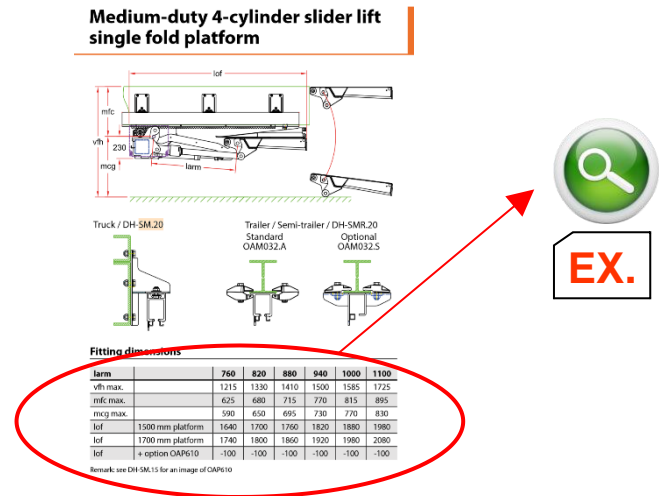 Medium-duty 4-cylinder slider lift
single fold platform
lof
mfc
vfh
230
mcg
larm
EX.
Truck / DH-SM.20
Trailer / Semi-trailer / DH-SMR.20
Standard Optional
OAM032.A OAM032.S
Fitting dimensions
larm 760 820 880 940 1000 1100
vfh max. 1215 1330 1410 1500 1585 1725
mfc max. 625 680 715 770 815 895
mcg max. 590 650 695 730 770 830
lof 1500 mm platform 1640 1700 1760 1820 1880 1980
lof 1700 mm platform 1740 1800 1860 1920 1980 2080
lof + option OAP610 -100 -100 -100 -100 -100 -100
Remark: see DH-SM.15 for an image of OAP610